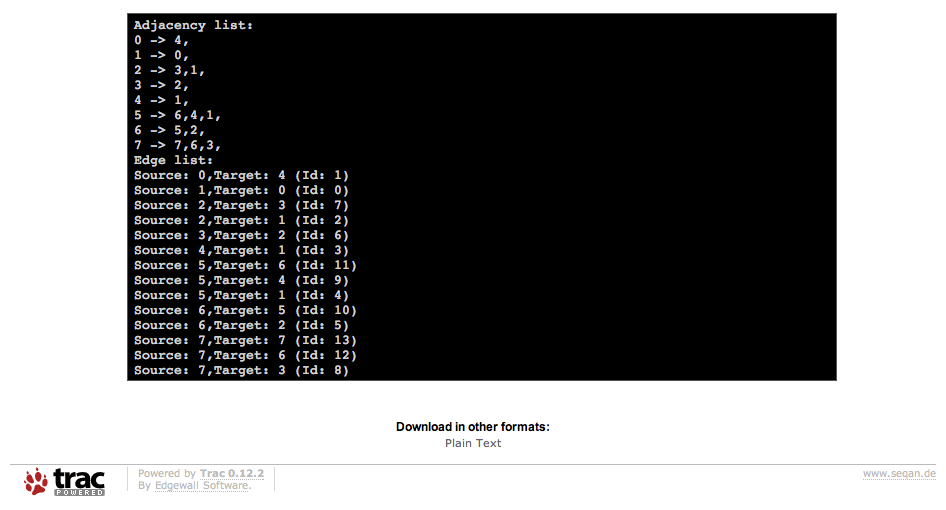 Adjacency list:
0 -> 4,
1 -> 0,
2 -> 3,1,
3 -> 2,
4 -> 1,
5 -> 6,4,1,
6 -> 5,2,
7 -> 7,6,3,
Edge list:
Source: 0,Target: 4 (Id: 1)
Source: 1,Target: 0 (Id: 0)
Source: 2,Target: 3 (Id: 7)
Source: 2,Target: 1 (Id: 2)
Source: 3,Target: 2 (Id: 6)
Source: 4,Target: 1 (Id: 3)
Source: 5,Target: 6 (Id: 11)
Source: 5,Target: 4 (Id: 9)
Source: 5,Target: 1 (Id: 4)
Source: 6,Target: 5 (Id: 10)
Source: 6,Target: 2 (Id: 5)
Source: 7,Target: 7 (Id: 13)
Source: 7,Target: 6 (Id: 12)
Source: 7,Target: 3 (Id: 8)
Download in other formats:
Plain Text
trac
POWERED
Powered by Trac 0.12.2
By Edgewall Software.
www.seqan.de